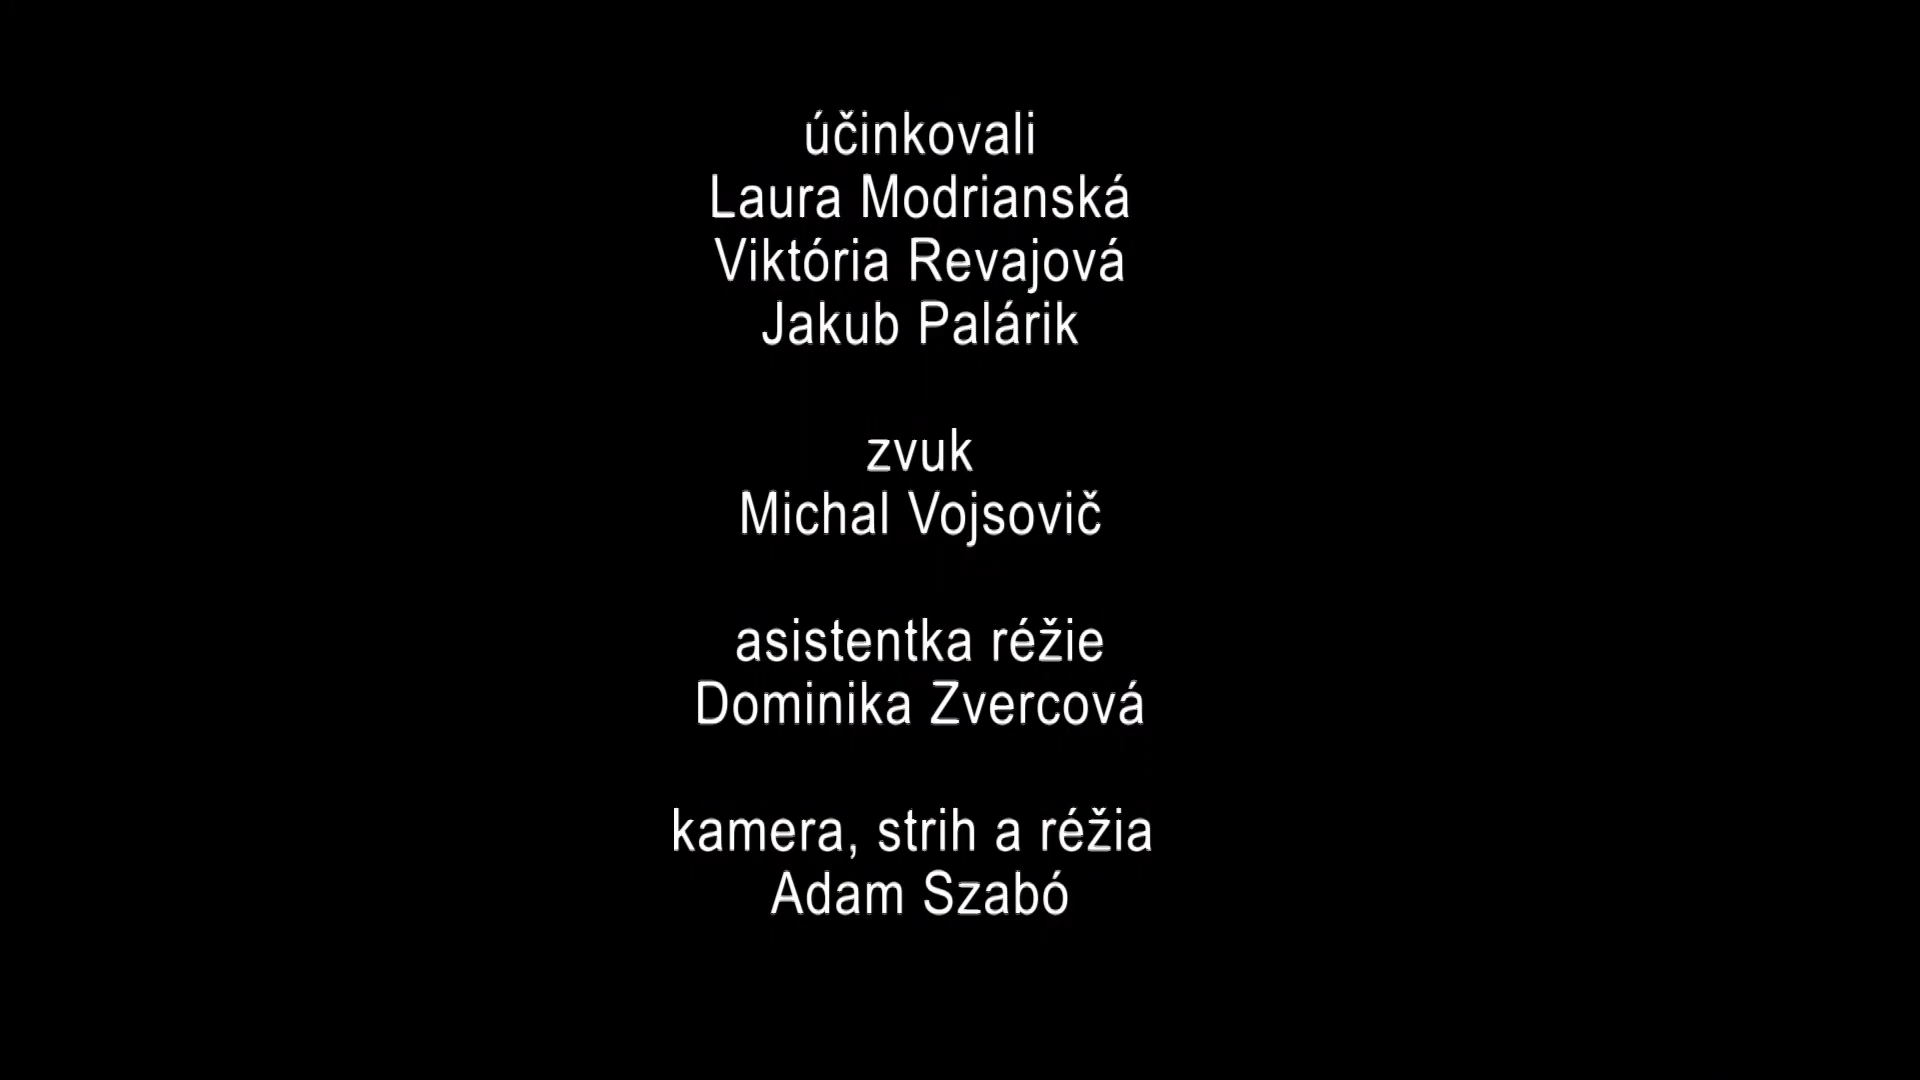 účinkovali
Laura Modrianská
Viktória Revajová
Jakub Palárik
zvuk
Michal Vojsovič
asistentka réžie
Dominika Zvercová
kamera, strih a réžia
Adam Szabó